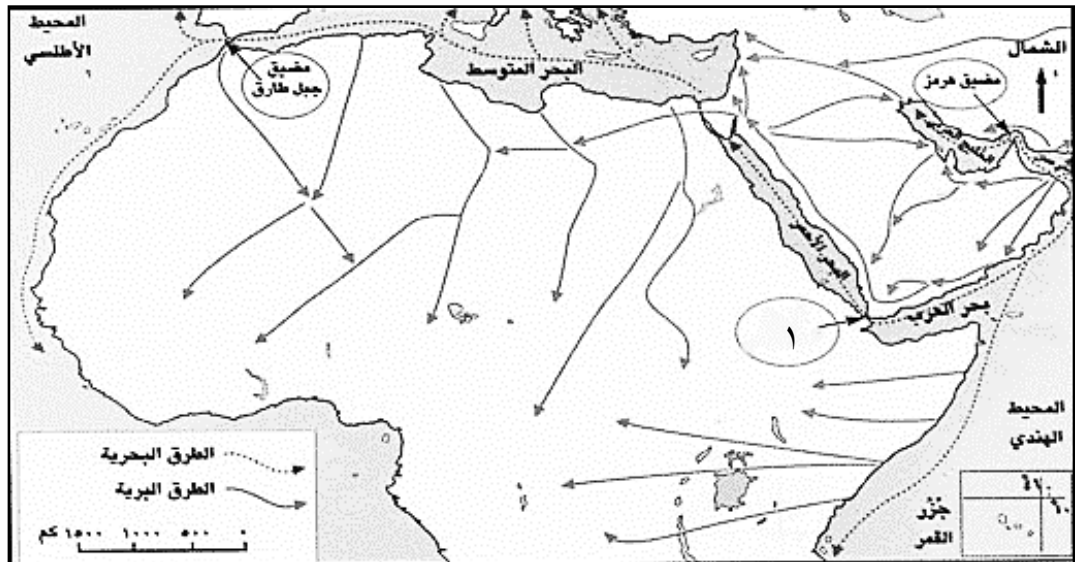 المحيط
الأطلسي
مضيق
جبل طارق
البحر المتوسط
الشمال
مضيق هرمز
البحر الأحمر
بحر العرب
١
المحيط
الهندي
جُزُر
القمر
الطرق البحرية
الطرق البرية
٠ ٥٠٠ ١٠٠٠ ١٥٠٠ كم